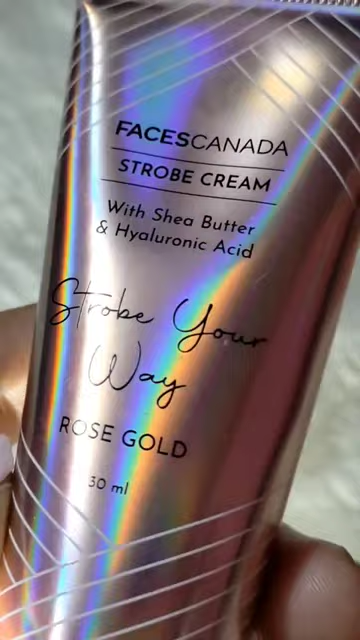 FACESCANADA
STROBE CREAM
With Shea Butter
& Hyaluronic Acid
Strobe Your
Way
ROSE GOLD
30 ml